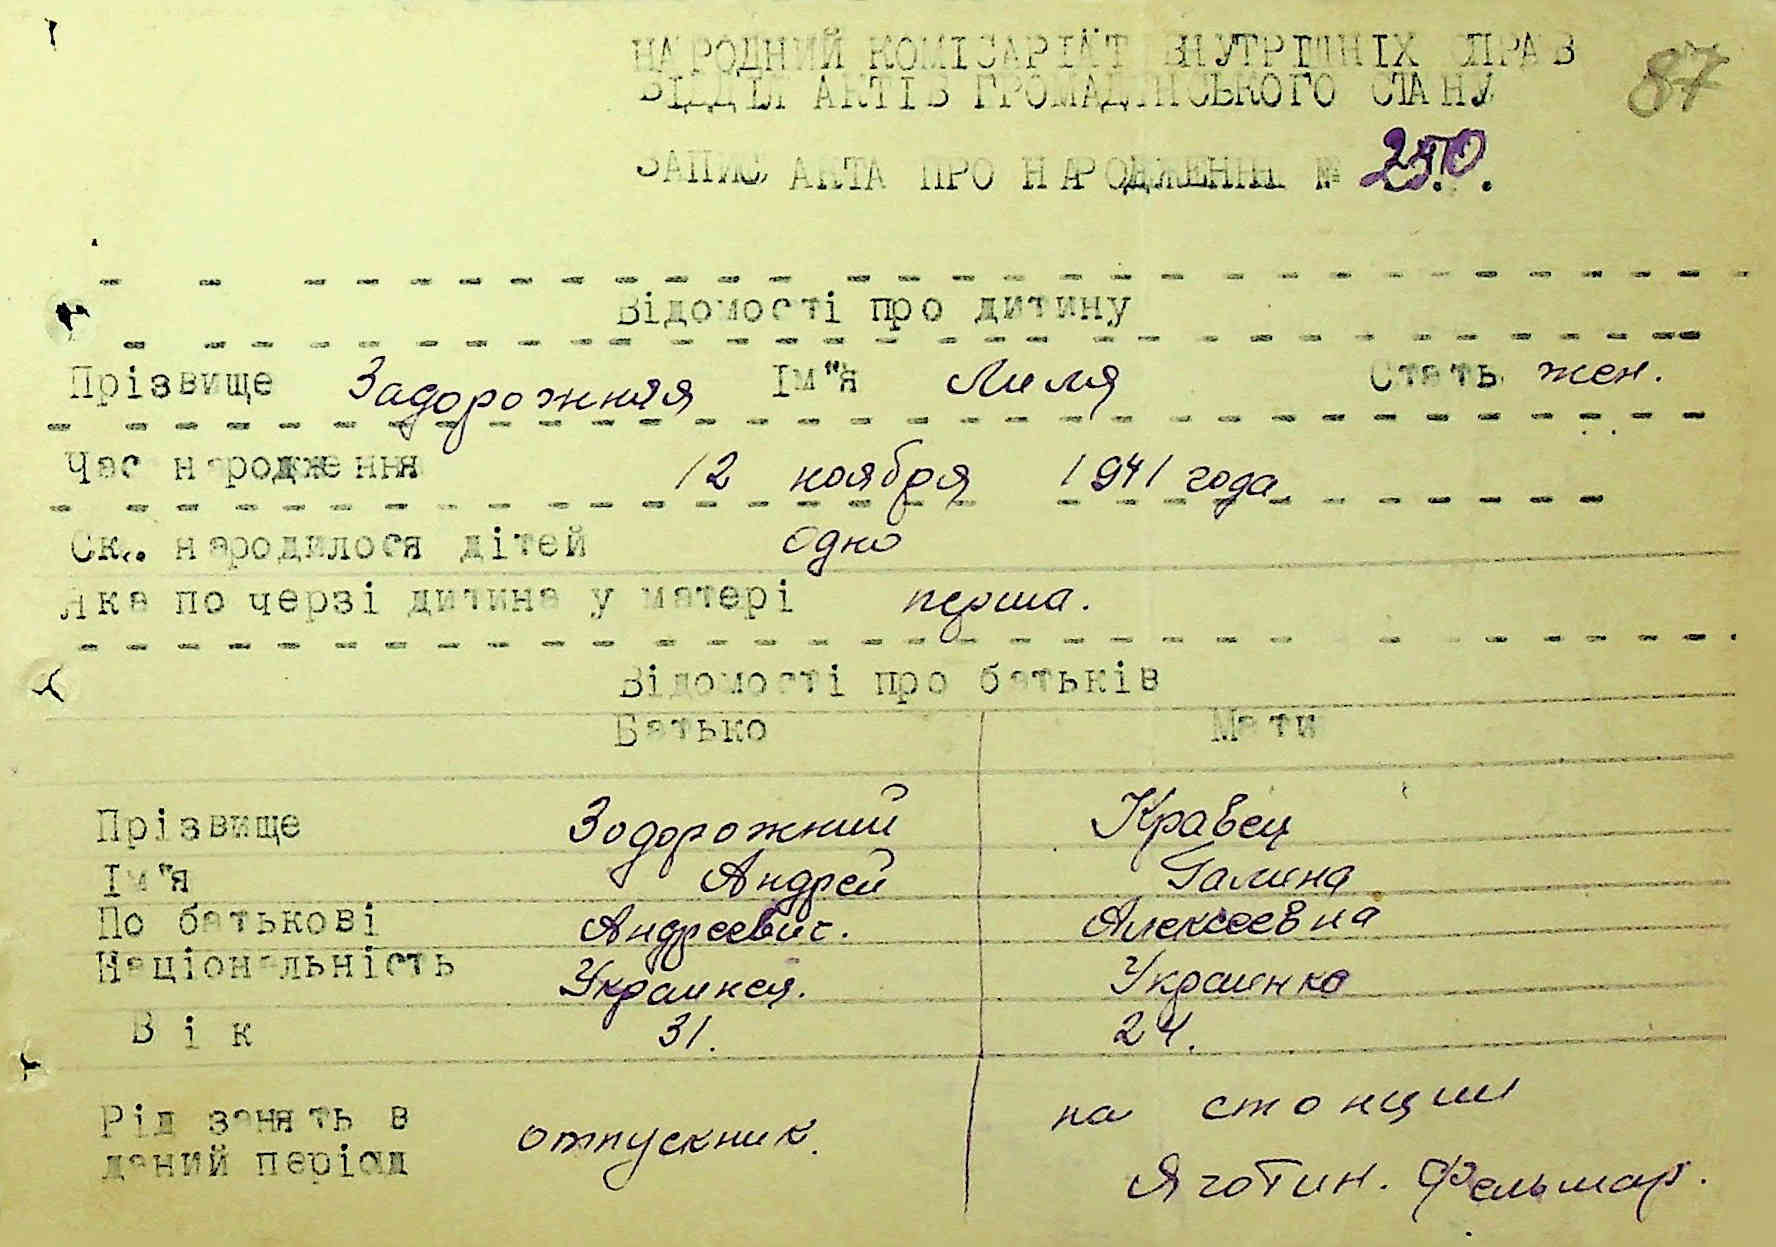 87
НАРОДНИЙ КОМІСАРІЯТ ВНУТРІШНІХ СПРАВ
ВІДДІЛ АКТІВ ГРОМАДЯНСЬКОГО СТАНУ
ЗАПИС АКТА ПРО НАРОДЖЕННЯ №
Відомості про дитину
Прізвище Задорожняя Ім"я Лиля Стать жен.
Час народження 12 ноября 1941 года
Ск.. народилося дітей одно
Яка по черзі дитина у матері перша.
Відомості про батьків
Батько Мати
Прізвище Зодорожний Кравец
Ім"я Андрей Галина
По батькові Андреевич. Алексеевна
Національність Украинец. Украинка
Вік 31. 24.
Рід занять в на станции
даний період отпускник. Яготин. Фельшар.